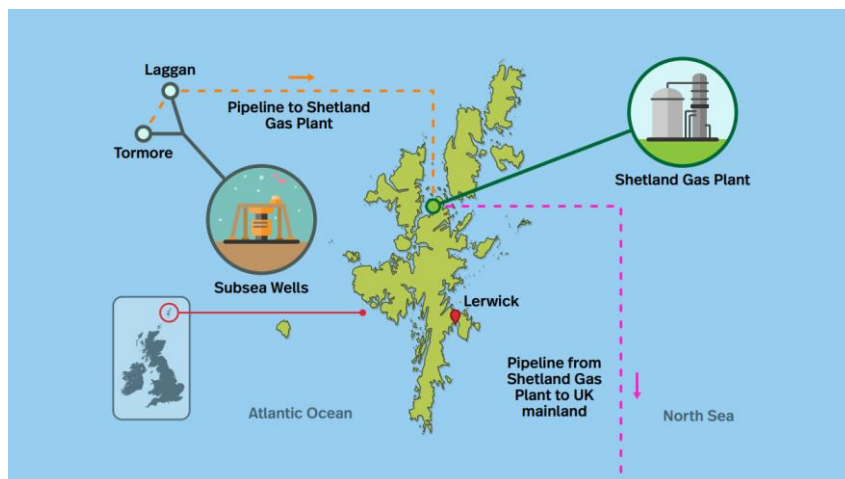 Laggan
Pipeline to Shetland
Gas Plant
Tormore
Shetland Gas Plant
Subsea Wells
Lerwick
Pipeline from
Shetland Gas
Plant to UK
mainland
Atlantic Ocean
North Sea